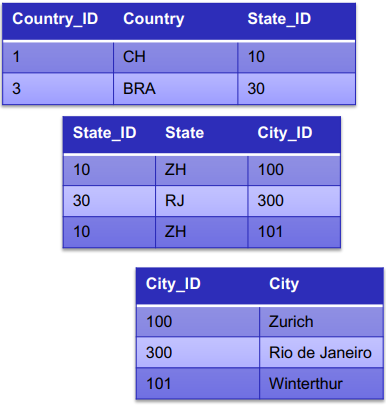 Country_ID Country State_ID
1 CH 10
3 BRA 30
State_ID State City_ID
10 ZH 100
30 RJ 300
10 ZH 101
City_ID City
100 Zurich
300 Rio de Janeiro
101 Winterthur